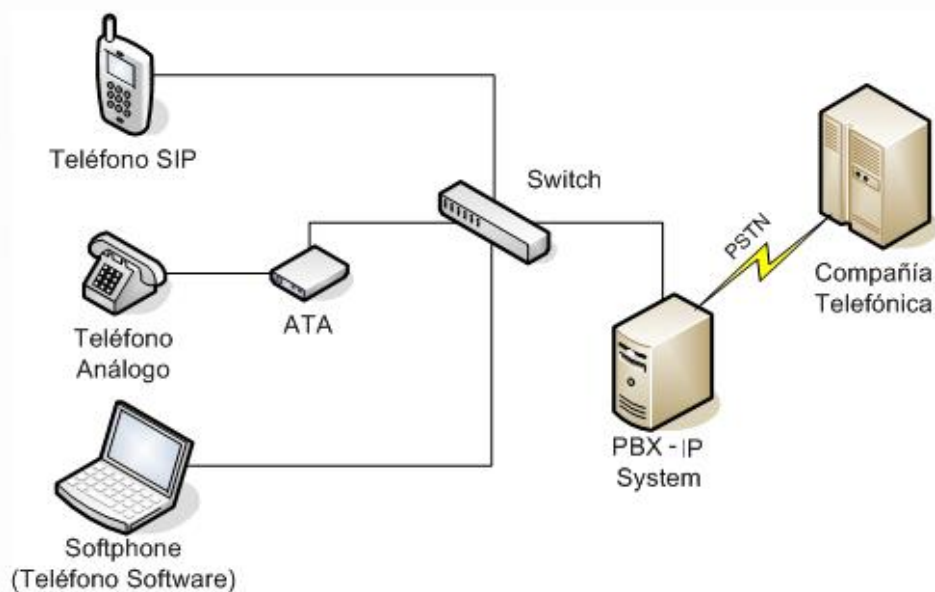 Teléfono SIP
Switch
PSTN
Compañía
Telefónica
Teléfono
Análogo
ATA
PBX - IP
System
Softphone
(Teléfono Software)